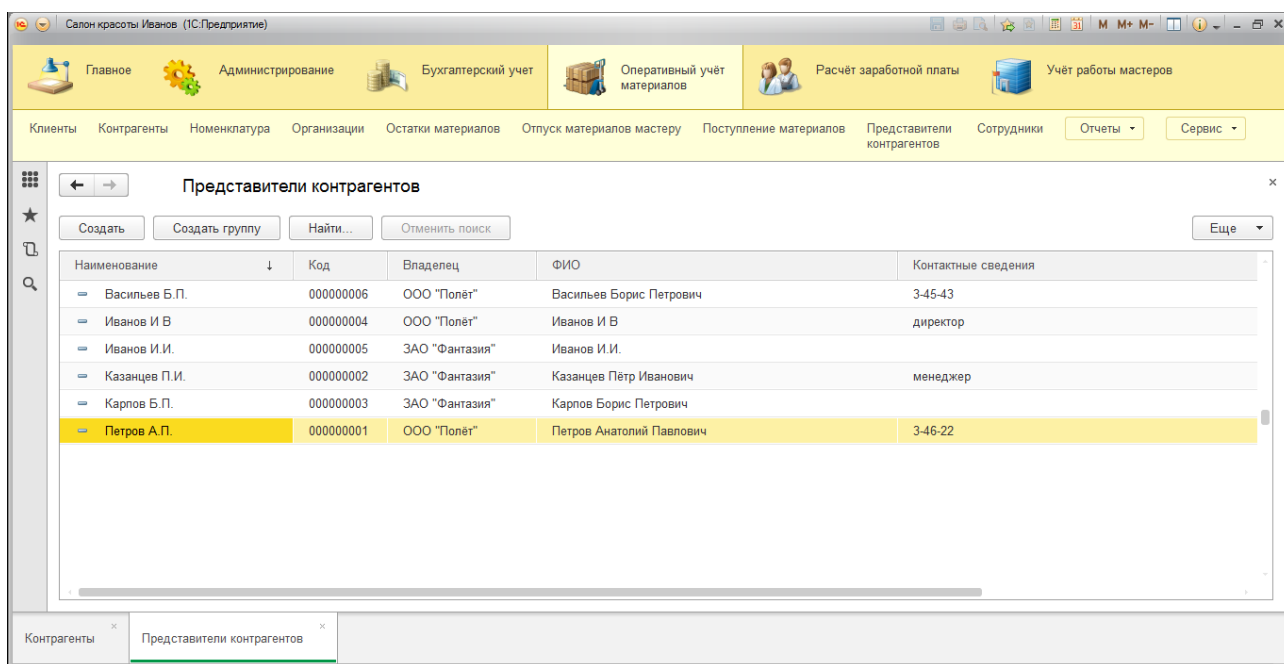 Салон красоты Иванов (1С:Предприятие)
M M+ M-
Главное Администрирование Бухгалтерский учет Оперативный учёт материалов Расчёт заработной платы Учёт работы мастеров
Клиенты Контрагенты Номенклатура Организации Остатки материалов Отпуск материалов мастеру Поступление материалов Представители контрагентов Сотрудники Отчеты Сервис
Представители контрагентов
Создать Создать группу Найти... Отменить поиск Еще
Наименование Код Владелец ФИО Контактные сведения
Васильев Б.П. 000000006 ООО "Полёт" Васильев Борис Петрович 3-45-43
Иванов И В 000000004 ООО "Полёт" Иванов И В директор
Иванов И.И. 000000005 ЗАО "Фантазия" Иванов И.И.
Казанцев П.И. 000000002 ЗАО "Фантазия" Казанцев Пётр Иванович менеджер
Карпов Б.П. 000000003 ЗАО "Фантазия" Карпов Борис Петрович
Петров А.П. 000000001 ООО "Полёт" Петров Анатолий Павлович 3-46-22
Контрагенты Представители контрагентов